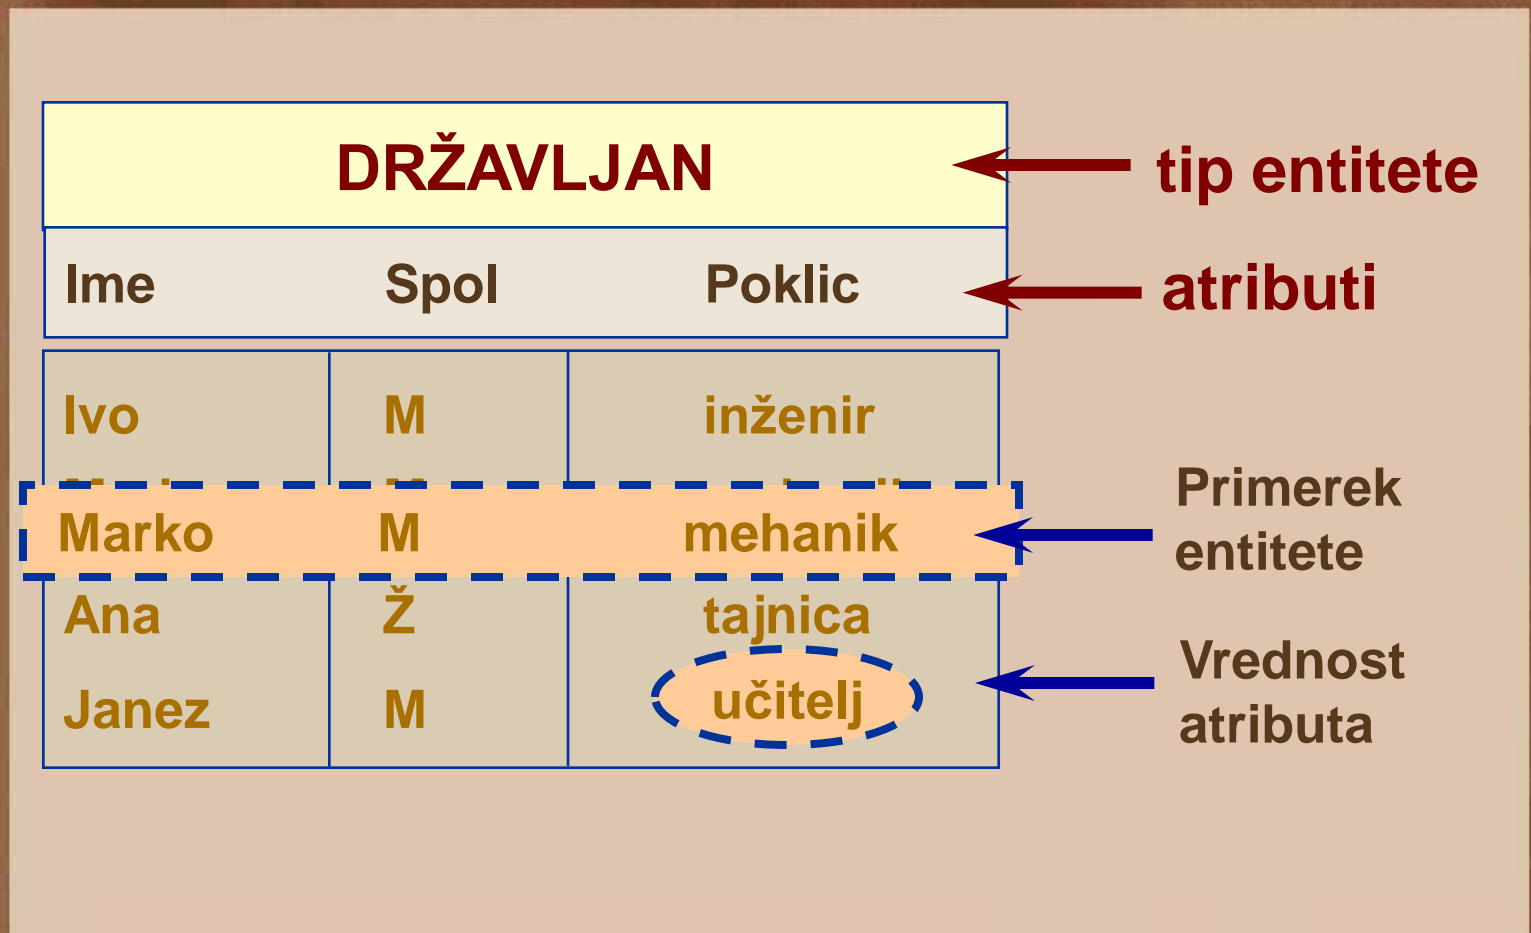 DRŽAVLJAN
tip entitete
Ime Spol Poklic
atributi
Ivo M inženir
Marko M mehanik
Primerek
entitete
Ana Ž tajnica
Janez M učitelj
Vrednost
atributa